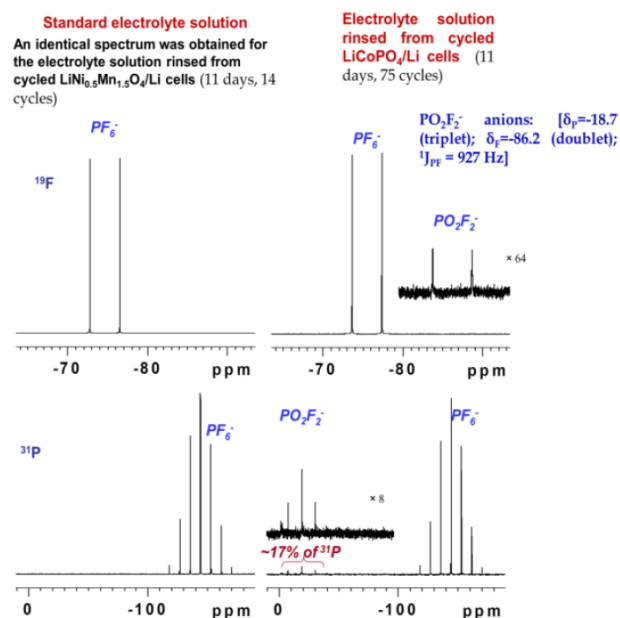 Standard electrolyte solution
An identical spectrum was obtained for
the electrolyte solution rinsed from
cycled LiNi0.5Mn1.5O4/Li cells (11 days, 14
cycles)
Electrolyte solution
rinsed from cycled
LiCoPO4/Li cells (11
days, 75 cycles)
PO2F2- anions: [δP=-18.7
(triplet); δF=-86.2 (doublet);
1JPF = 927 Hz]
19F
PF6-
PF6-
PO2F2-
× 64
-70 -80 ppm
-70 -80 ppm
31P
PF6-
PO2F2-
PF6-
× 8
~17% of 31P
0 -100 ppm
0 -100 ppm